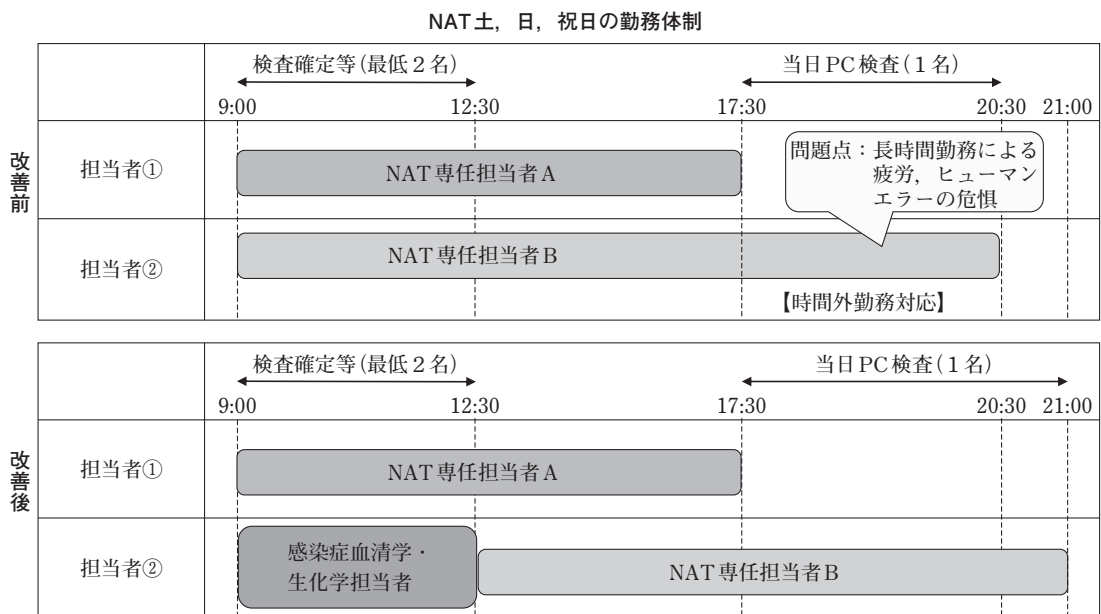 NAT土，日，祝日の勤務体制
検査確定等(最低２名)
当日PC検査(１名)
9:00
12:30
17:30
20:30
21:00
改善前
担当者①
NAT専任担当者A
問題点：長時間勤務による
疲労，ヒューマン
エラーの危惧
担当者②
NAT専任担当者B
【時間外勤務対応】
検査確定等(最低２名)
当日PC検査(１名)
9:00
12:30
17:30
20:30
21:00
改善後
担当者①
NAT専任担当者A
担当者②
感染症血清学・
生化学担当者
NAT専任担当者B